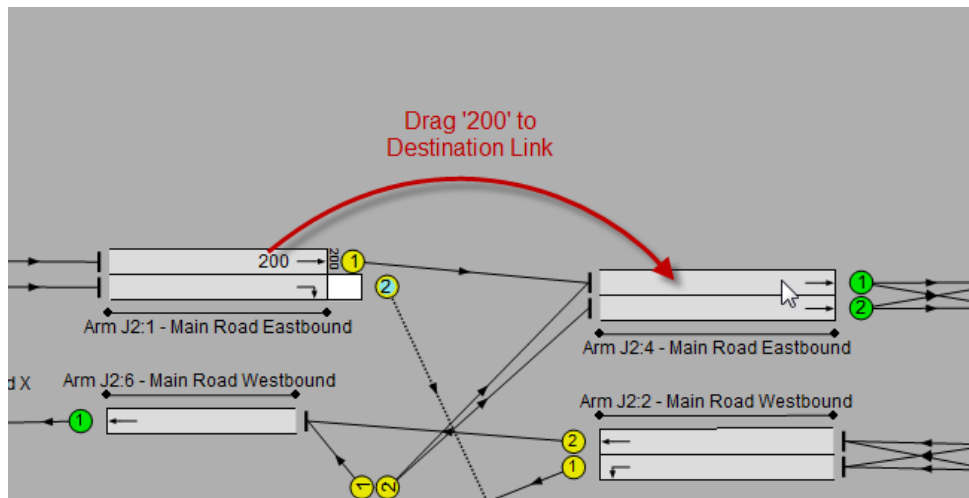 Drag '200' to
Destination Link
200
200
1
2
Arm J2:1 - Main Road Eastbound
1
2
Arm J2:4 - Main Road Eastbound
d X
Arm J2:6 - Main Road Westbound
1
Arm J2:2 - Main Road Westbound
2
1
1
2